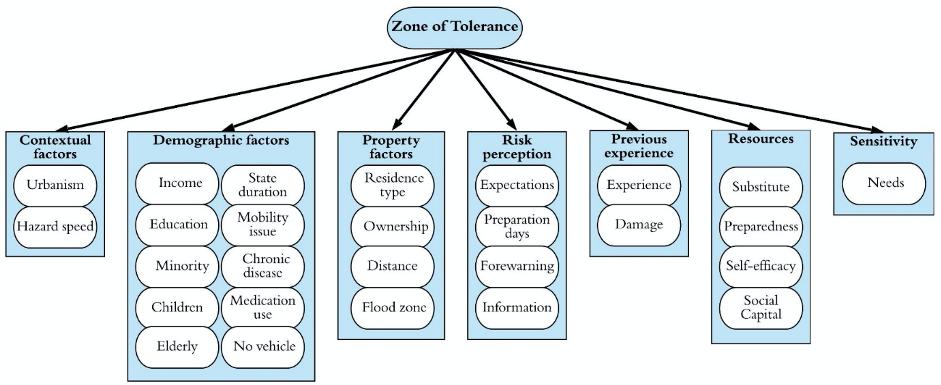 Zone of Tolerance
Contextual
factors
Urbanism
Hazard speed
Demographic factors
Income
State
duration
Education
Mobility
issue
Minority
Chronic
disease
Children
Medication
use
Elderly
No vehicle
Property
factors
Residence
type
Ownership
Distance
Flood zone
Risk
perception
Expectations
Preparation
days
Forewarning
Information
Previous
experience
Experience
Damage
Resources
Substitute
Preparedness
Self-efficacy
Social
Capital
Sensitivity
Needs